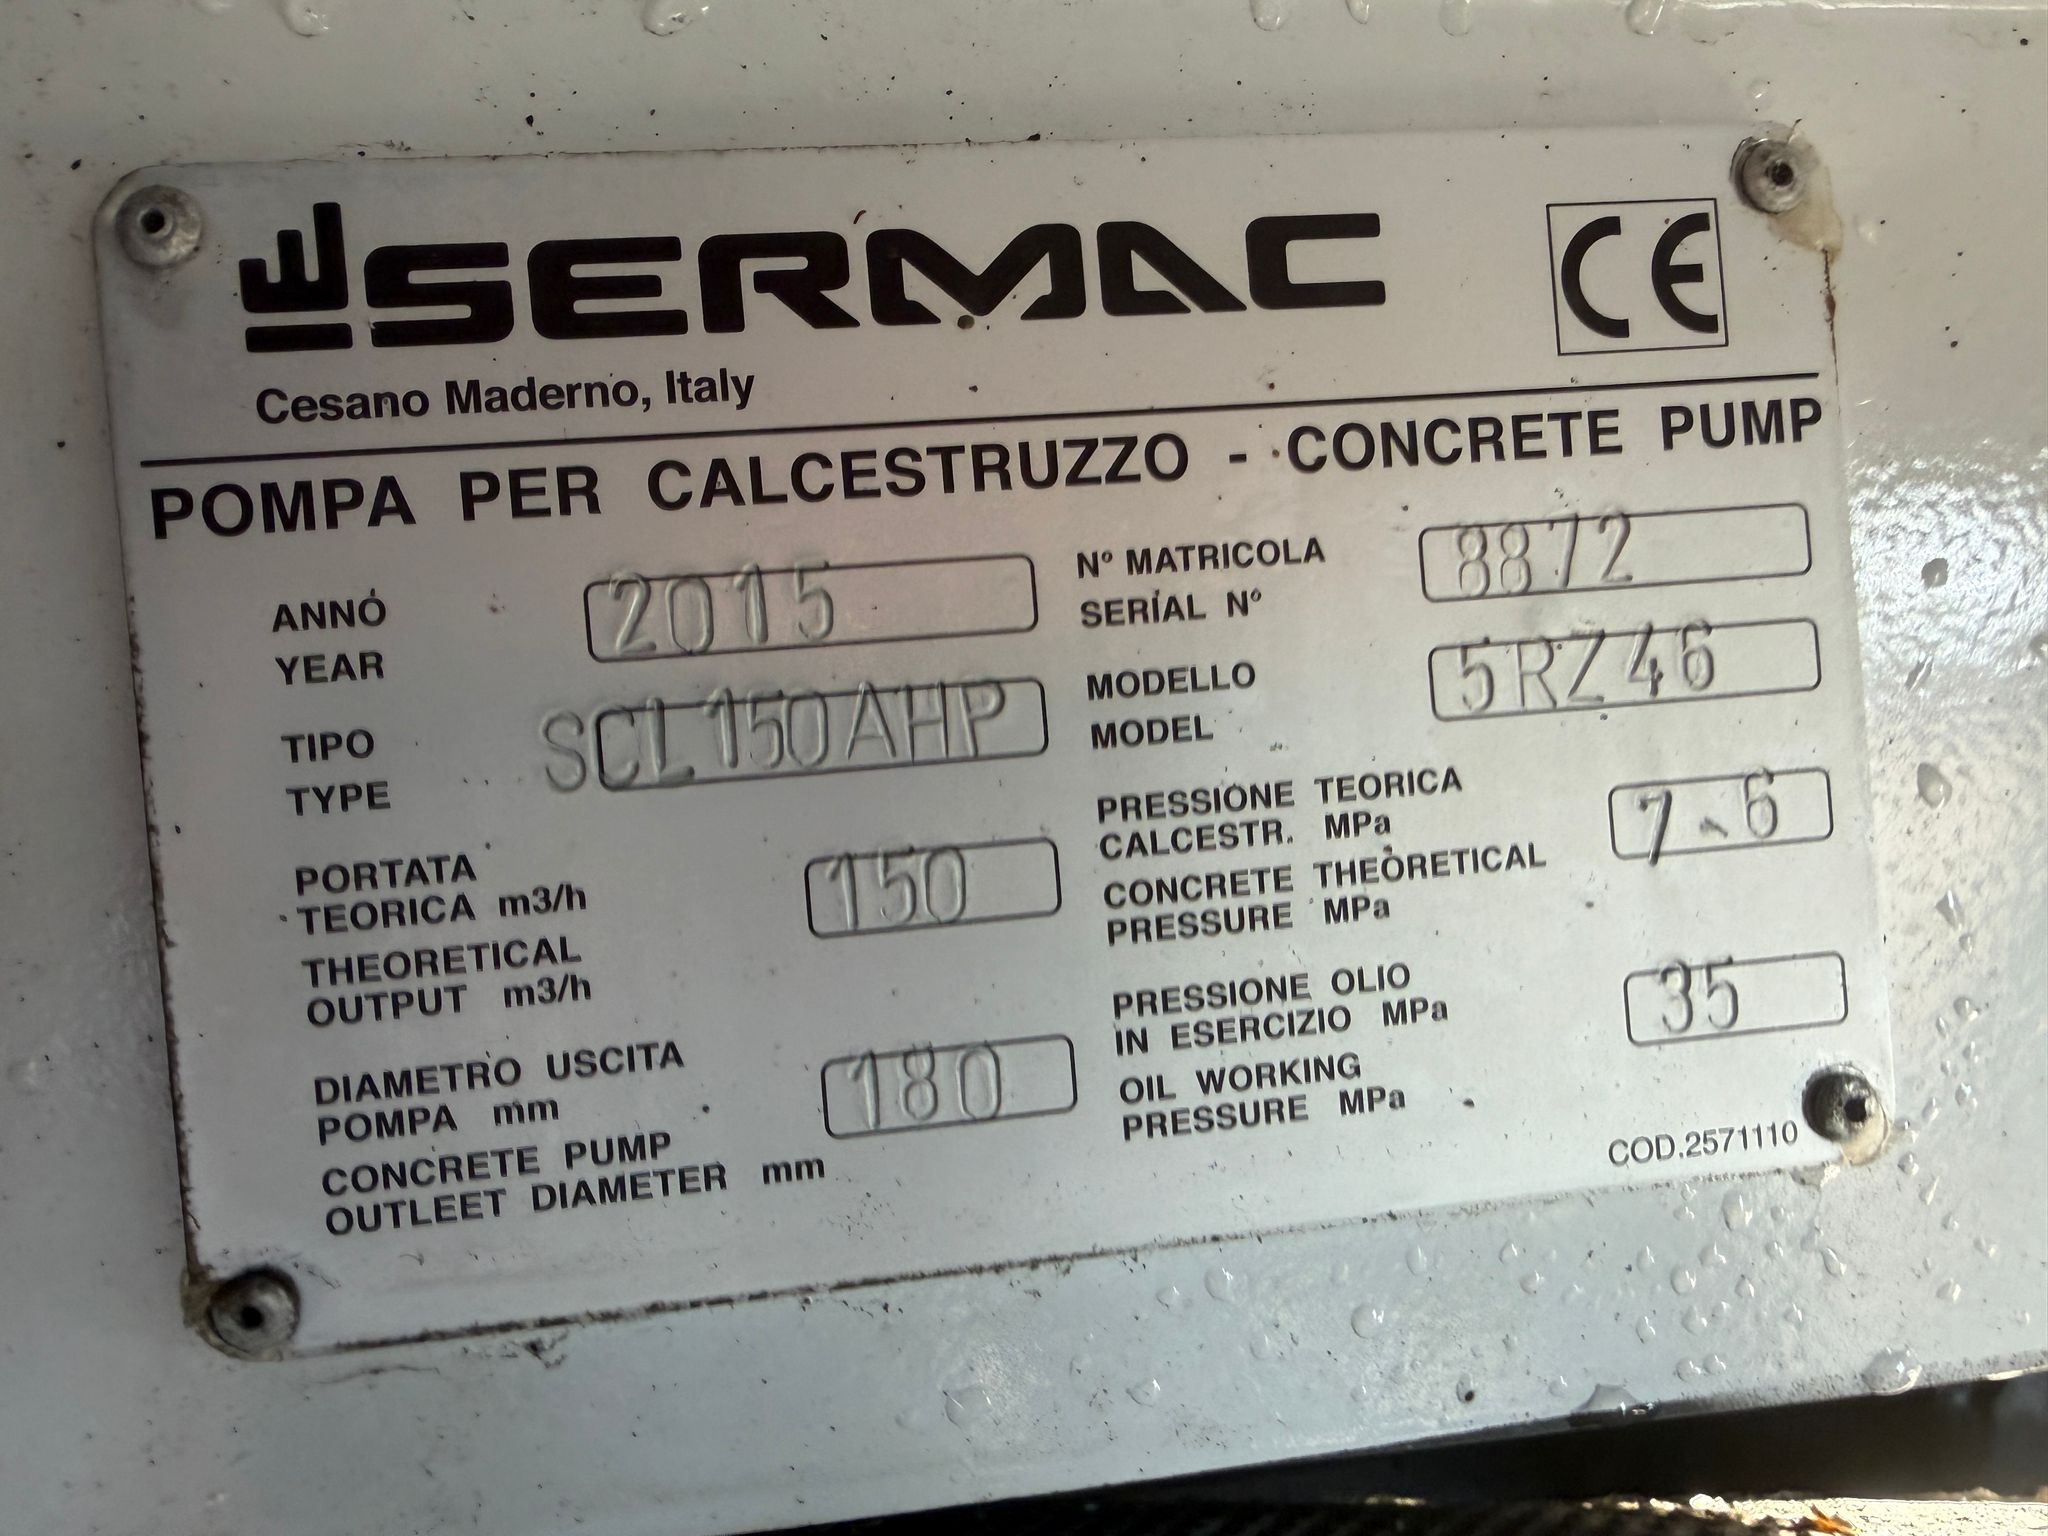 SERMAC
CE
Cesano Maderno, Italy
POMPA PER CALCESTRUZZO - CONCRETE PUMP
ANNO
YEAR
2015
Nº MATRICOLA
SERIAL Nº
8872
TIPO
TYPE
SCL150AHP
MODELLO
MODEL
5RZ46
PORTATA
TEORICA m3/h
THEORETICAL
OUTPUT m3/h
150
PRESSIONE TEORICA
CALCESTR. MPa
CONCRETE THEORETICAL
PRESSURE MPa
7.6
DIAMETRO USCITA
POMPA mm
CONCRETE PUMP
OUTLEET DIAMETER mm
180
PRESSIONE OLIO
IN ESERCIZIO MPa
OIL WORKING
PRESSURE MPa
35
COD.2571110